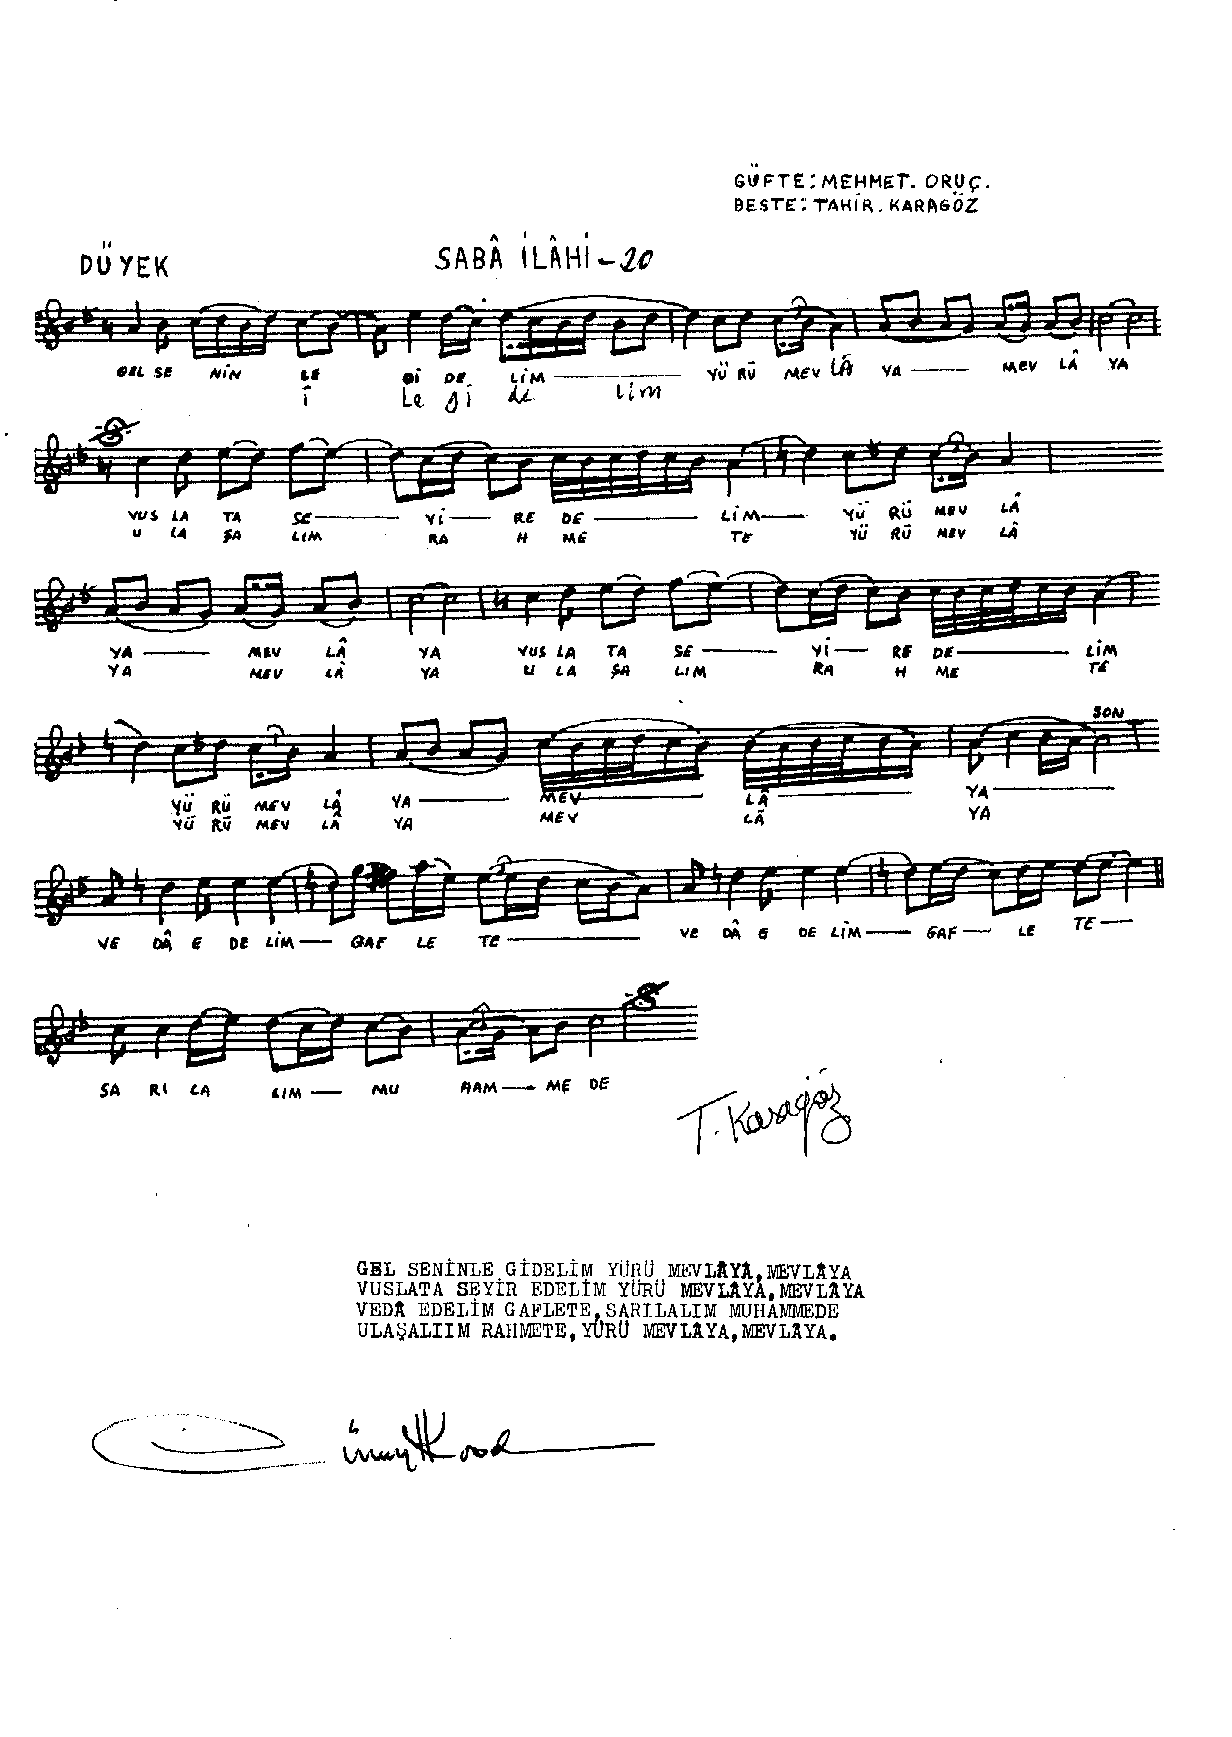 GÜFTE: MEHMET. ORUÇ.
BESTE: TAHİR. KARAGÖZ
DÜYEK SABÂ İLÂHİ - 20
GEL SE NİN LE Gİ DE LİM YÜ RÜ MEV LÂ YA MEV LÂ YA
İ Le gi de lim
VUS LA TA SE Yİ RE DE LİM YÜ RÜ MEV LÂ
U LA ŞA LIM RA H ME TE YÜ RÜ MEV LÂ
YA MEV LÂ YA VUS LA TA SE Yİ RE DE LİM
YA MEV LÂ YA U LA ŞA LIM RA H ME TE
SON
YÜ RÜ MEV LÂ YA MEV LÂ YA
YÜ RÜ MEV LÂ YA MEV LÂ YA
VE DÂ E DE LİM GAF LE TE VE DÂ E DE LİM GAF LE TE
SA RI LA LIM MU HAM ME DE
T. Karagöz
GEL SENİNLE GİDELİM YÜRÜ MEVLÂYA, MEVLÂYA
VUSLATA SEYİR EDELİM YÜRÜ MEVLÂYA, MEVLÂYA
VEDÂ EDELİM GAFLETE, SARILALIM MUHAMMEDE
ULAŞALIIM RAHMETE, YÜRÜ MEVLÂYA, MEVLÂYA.